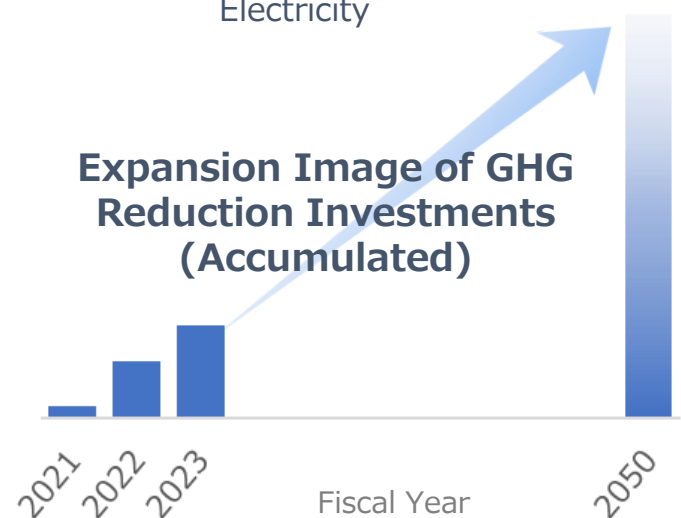 Electricity
Expansion Image of GHG
Reduction Investments
(Accumulated)
2021
2022
2023
2050
Fiscal Year